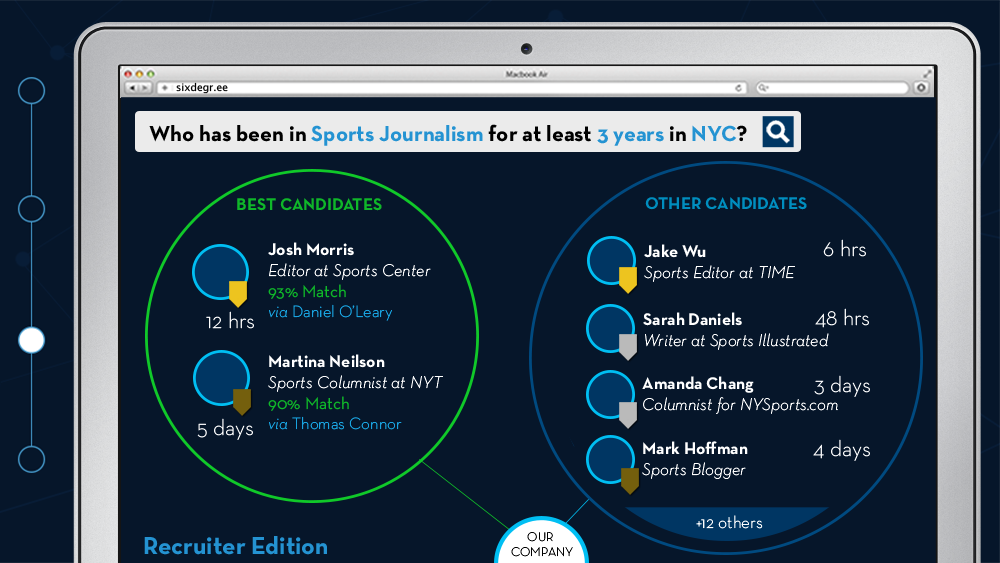 Macbook Air
sixdegr.ee
Who has been in Sports Journalism for at least 3 years in NYC?
BEST CANDIDATES
Josh Morris
Editor at Sports Center
93% Match
via Daniel O'Leary
12 hrs
Martina Neilson
Sports Columnist at NYT
90% Match
via Thomas Connor
5 days
OTHER CANDIDATES
Jake Wu
6 hrs
Sports Editor at TIME
Sarah Daniels
48 hrs
Writer at Sports Illustrated
Amanda Chang
3 days
Columnist for NYSports.com
Mark Hoffman
4 days
Sports Blogger
+12 others
OUR
COMPANY
Recruiter Edition